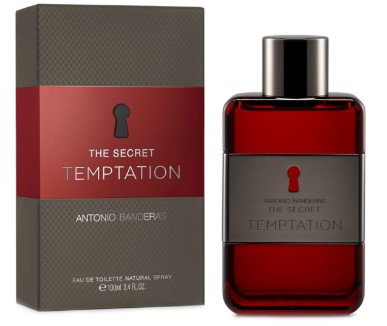 THE SECRET
TEMPTATION
ANTONIO BANDERAS
EAU DE TOILETTE NATURAL SPRAY
℮ 100ml 3.4 FL.OZ.
ANTONIO BANDERAS
THE SECRET
TEMPTATION